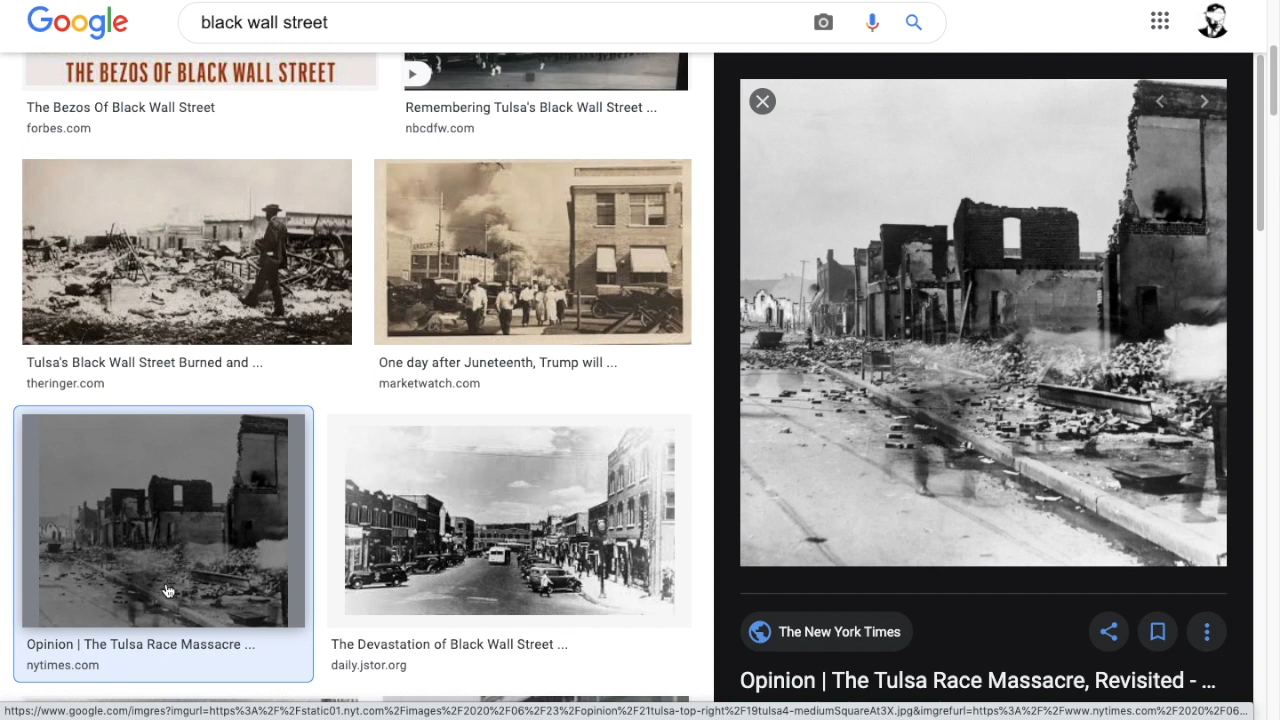 Google
black wall street
THE BEZOS OF BLACK WALL STREET
The Bezos Of Black Wall Street
forbes.com
Remembering Tulsa's Black Wall Street ...
nbcdfw.com
Tulsa's Black Wall Street Burned and ...
theringer.com
One day after Juneteenth, Trump will ...
marketwatch.com
Opinion | The Tulsa Race Massacre ...
nytimes.com
The Devastation of Black Wall Street ...
daily.jstor.org
The New York Times
Opinion | The Tulsa Race Massacre, Revisited - ...
https://www.google.com/imgres?imgurl=https%3A%2F%2Fstatic01.nyt.com%2Fimages%2F2020%2F06%2F23%2Fopinion%2F21tulsa-top-right%2F19tulsa4-mediumSquareAt3X.jpg&imgrefurl=https%3A%2F%2Fwww.nytimes.com%2F2020%2F06...